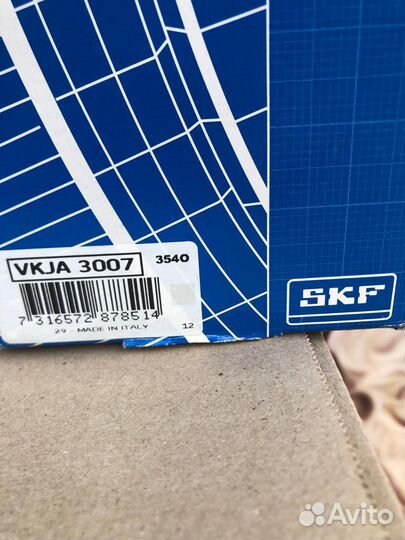 VKJA 3007 3540
SKF
7 316572 878514
29 - MADE IN ITALY 12
Avito